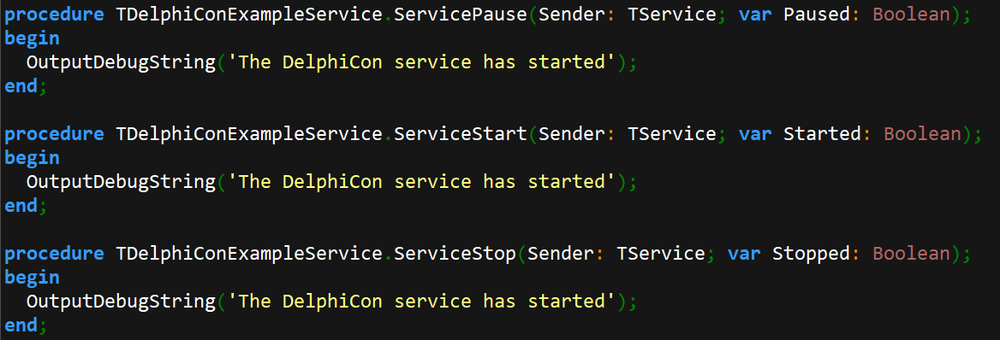 procedure TDelphiConExampleService.ServicePause(Sender: TService; var Paused: Boolean);
begin
  OutputDebugString('The DelphiCon service has started');
end;

procedure TDelphiConExampleService.ServiceStart(Sender: TService; var Started: Boolean);
begin
  OutputDebugString('The DelphiCon service has started');
end;

procedure TDelphiConExampleService.ServiceStop(Sender: TService; var Stopped: Boolean);
begin
  OutputDebugString('The DelphiCon service has started');
end;